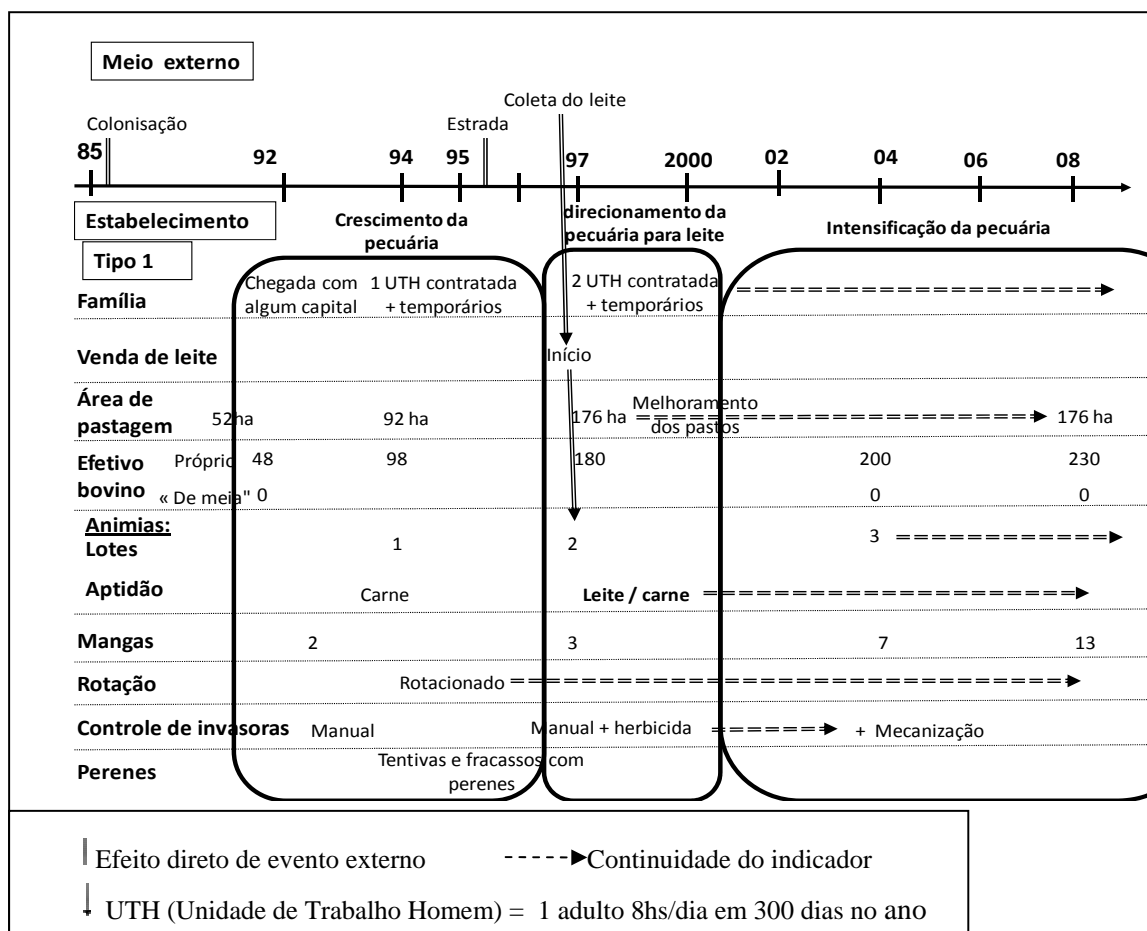 Meio externo
Coleta do leite
Colonisação
Estrada
85 92 94 95 97 2000 02 04 06 08
Estabelecimento
Crescimento da
pecuária
direcionamento da
pecuária para leite
Intensificação da pecuária
Tipo 1
Família
Chegada com
algum capital
1 UTH contratada
+ temporários
2 UTH contratada
+ temporários
Venda de leite
Início
Área de
pastagem
52ha
92 ha
176 ha
Melhoramento
dos pastos
176 ha
Efetivo
bovino
Própric 48 98 180 200 230
« De meia" 0 0 0
Animias:
Lotes 1 2 3
Aptidão Carne Leite / carne
Mangas 2 3 7 13
Rotação Rotacionado
Controle de invasoras Manual Manual + herbicida + Mecanização
Perenes
Tentivas e fracassos com
perenes
Efeito direto de evento externo Continuidade do indicador
UTH (Unidade de Trabalho Homem) = 1 adulto 8hs/dia em 300 dias no ano